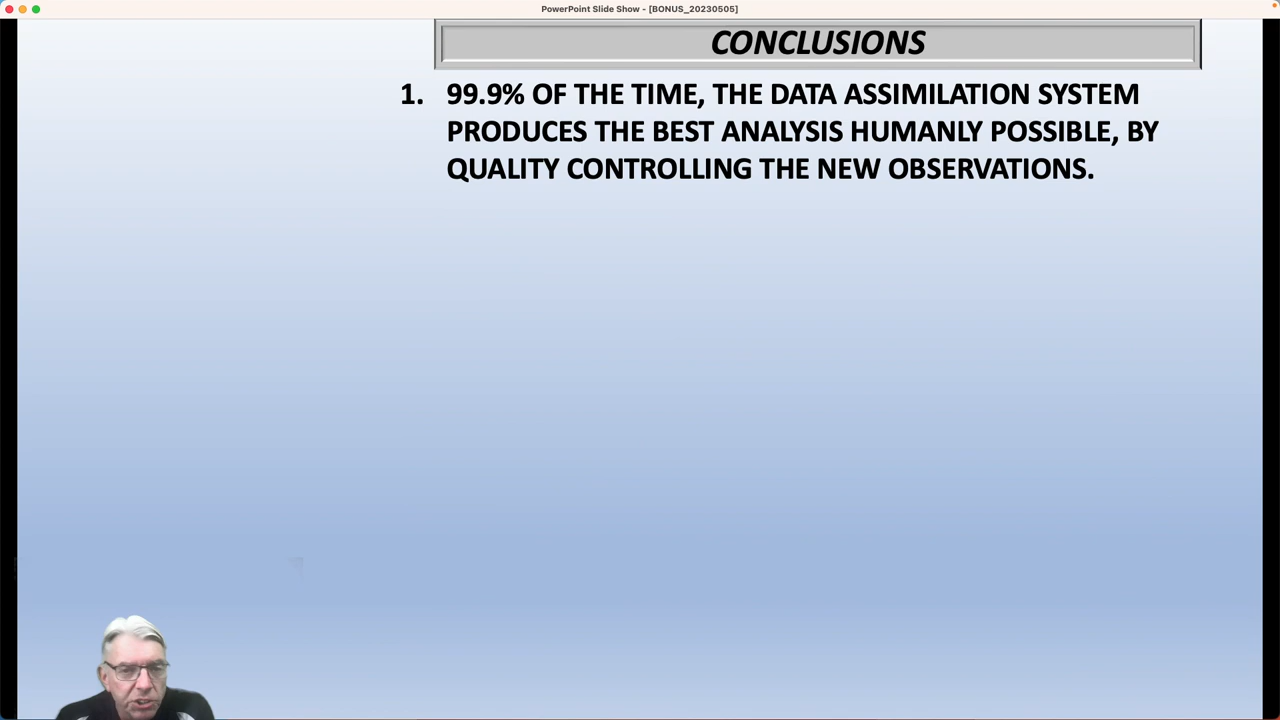 PowerPoint Slide Show - [BONUS_20230505]
CONCLUSIONS
1. 99.9% OF THE TIME, THE DATA ASSIMILATION SYSTEM
PRODUCES THE BEST ANALYSIS HUMANLY POSSIBLE, BY
QUALITY CONTROLLING THE NEW OBSERVATIONS.